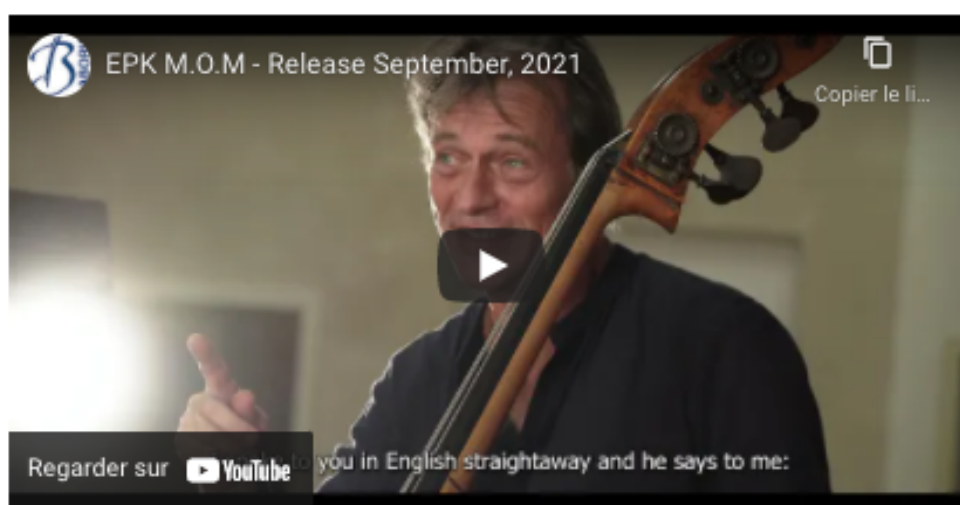 EPK M.O.M - Release September, 2021
Copier le li...
to you in English straightaway and he says to me:
Regarder sur YouTube